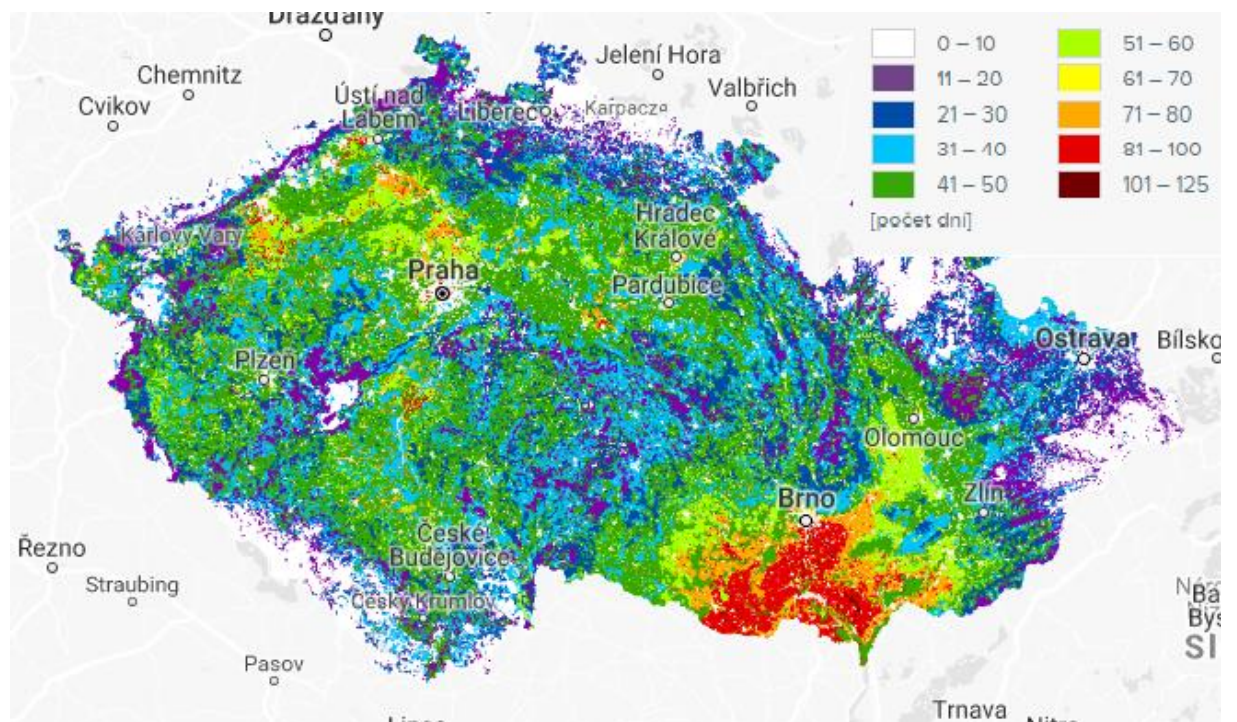 Drážďany
Jelení Hora
Chemnitz
Valbřich
Cvikov
Ústí nad
Labem
Liberec
Karpacz
0 – 10
11 – 20
21 – 30
31 – 40
41 – 50
51 – 60
61 – 70
71 – 80
81 – 100
101 – 125
[počet dní]
Karlovy Vary
Hradec
Králové
Praha
Pardubice
Ostrava
Bílsko
Plzeň
Olomouc
Zlín
Brno
České
Budějovice
Řezno
Straubing
Český Krumlov
Pasov
Trnava